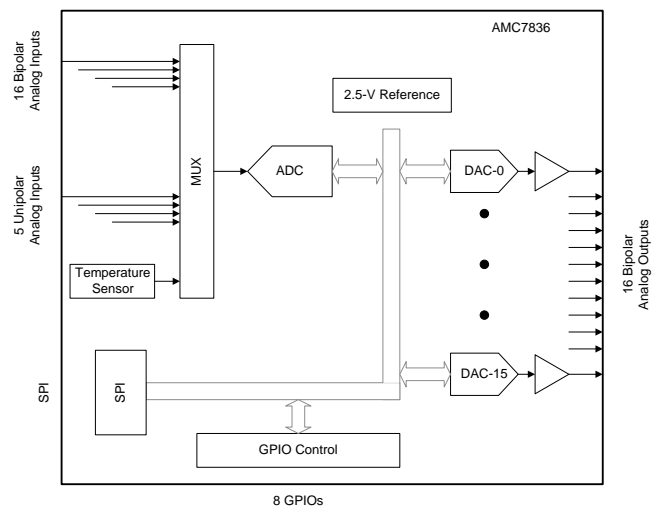 AMC7836
16 Bipolar
Analog Inputs
2.5-V Reference
MUX
ADC
DAC-0
5 Unipolar
Analog Inputs
Temperature
Sensor
16 Bipolar
Analog Outputs
DAC-15
SPI
SPI
GPIO Control
8 GPIOs